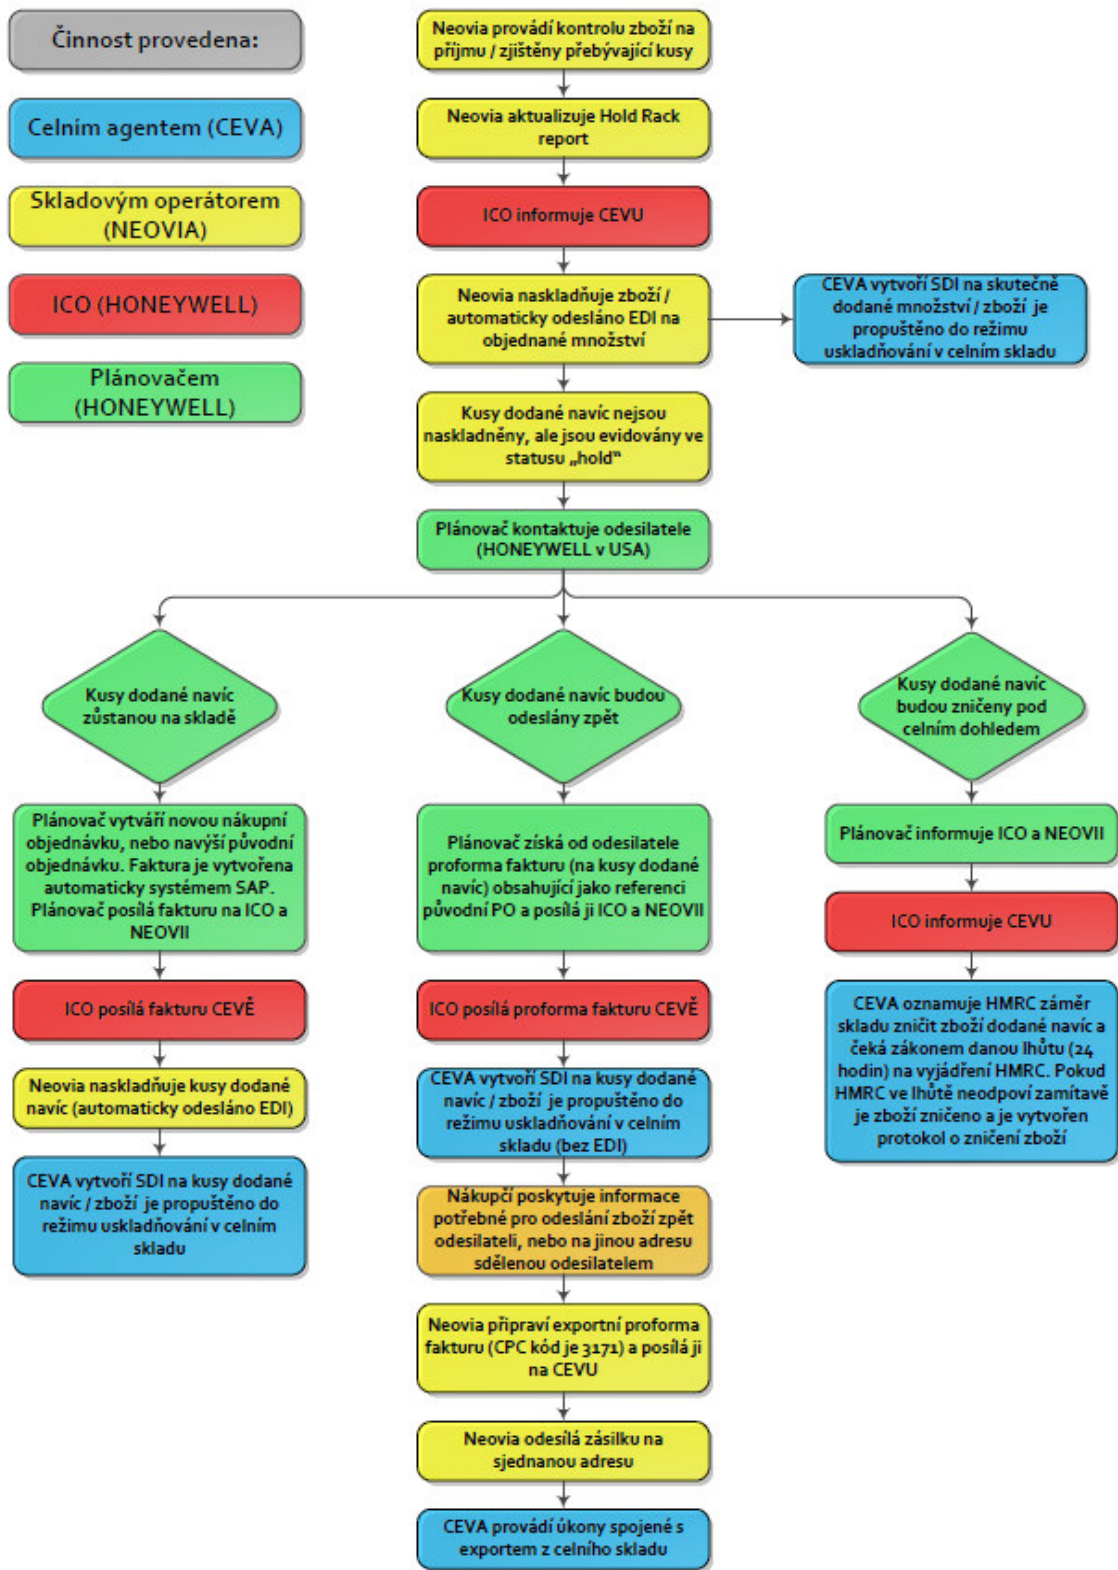 Činnost provedena:
Celním agentem (CEVA)
Skladovým operátorem
(NEOVIA)
ICO (HONEYWELL)
Plánovačem
(HONEYWELL)
Neovia provádí kontrolu zboží na
příjmu / zjištěny přebývající kusy
Neovia aktualizuje Hold Rack
report
ICO informuje CEVU
Neovia naskladňuje zboží /
automaticky odesláno EDI na
objednané množství
CEVA vytvoří SDI na skutečně
dodané množství / zboží je
propuštěno do režimu
uskladňování v celním skladu
Kusy dodané navíc nejsou
naskladněny, ale jsou evidovány ve
statusu „hold“
Plánovač kontaktuje odesilatele
(HONEYWELL v USA)
Kusy dodané navíc
zůstanou na skladě
Plánovač vytváří novou nákupní
objednávku, nebo navýší původní
objednávku. Faktura je vytvořena
automaticky systémem SAP.
Plánovač posílá fakturu na ICO a
NEOVII
ICO posílá fakturu CEVĚ
Neovia naskladňuje kusy dodané
navíc (automaticky odesláno EDI)
CEVA vytvoří SDI na kusy dodané
navíc / zboží je propuštěno do
režimu uskladňování v celním
skladu
Kusy dodané navíc budou
odeslány zpět
Plánovač získá od odesilatele
proforma fakturu (na kusy dodané
navíc) obsahující jako referenci
původní PO a posílá ji ICO a NEOVII
ICO posílá proforma fakturu CEVĚ
CEVA vytvoří SDI na kusy dodané
navíc / zboží je propuštěno do
režimu uskladňování v celním
skladu (bez EDI)
Nákupčí poskytuje informace
potřebné pro odeslání zboží zpět
odesilateli, nebo na jinou adresu
sdělenou odesilatelem
Neovia připraví exportní proforma
fakturu (CPC kód je 3171) a posílá ji
na CEVU
Neovia odesílá zásilku na
sjednanou adresu
CEVA provádí úkony spojené s
exportem z celního skladu
Kusy dodané navíc
budou zničeny pod
celním dohledem
Plánovač informuje ICO a NEOVII
ICO informuje CEVU
CEVA oznamuje HMRC záměr
skladu zničit zboží dodané navíc a
čeká zákonem danou lhůtu (24
hodin) na vyjádření HMRC. Pokud
HMRC ve lhůtě neodpoví zamítavě
je zboží zničeno a je vytvořen
protokol o zničení zboží